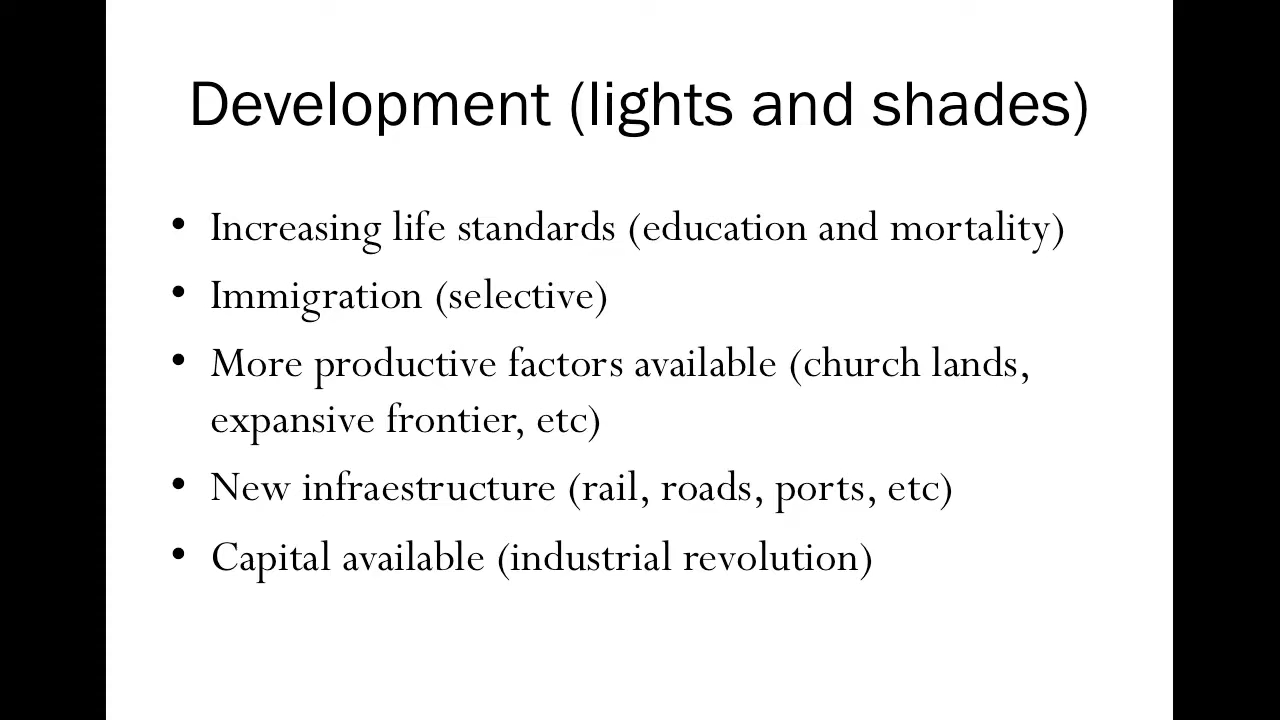 Development (lights and shades)
• Increasing life standards (education and mortality)
• Immigration (selective)
• More productive factors available (church lands,
expansive frontier, etc)
• New infraestructure (rail, roads, ports, etc)
• Capital available (industrial revolution)